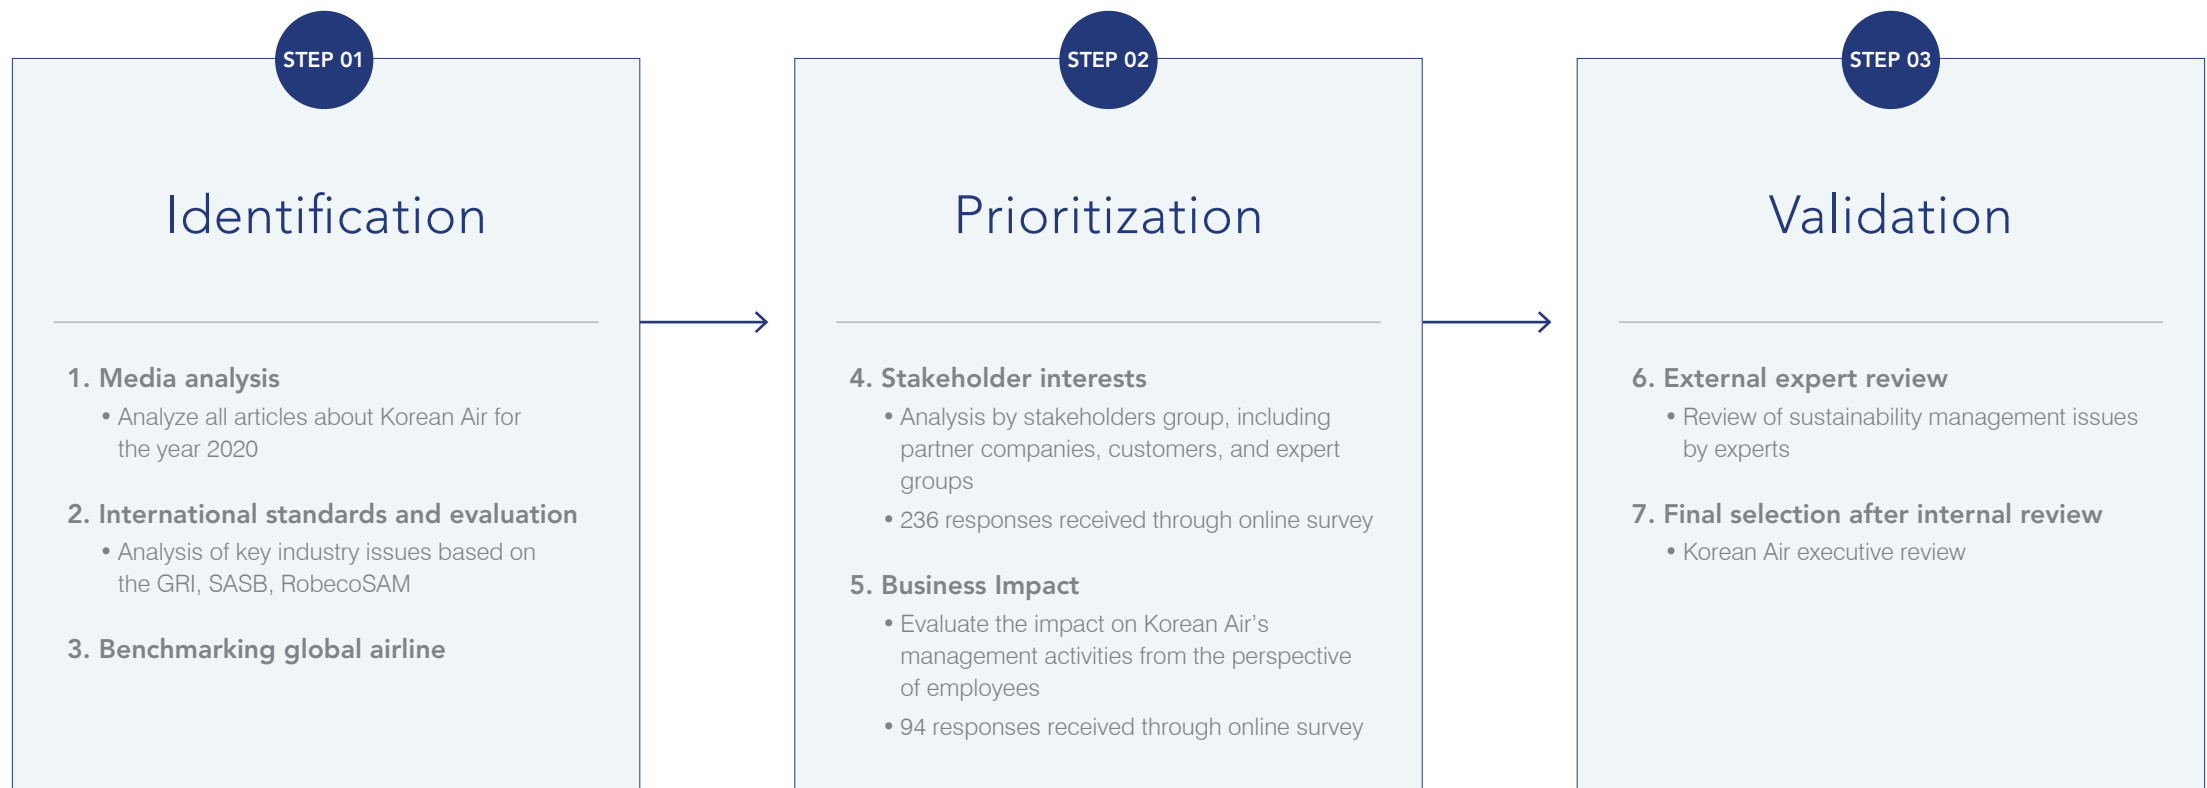 STEP 01
Identification
1. Media analysis
• Analyze all articles about Korean Air for
the year 2020
2. International standards and evaluation
• Analysis of key industry issues based on
the GRI, SASB, RobecoSAM
3. Benchmarking global airline
STEP 02
Prioritization
4. Stakeholder interests
• Analysis by stakeholders group, including
partner companies, customers, and expert
groups
• 236 responses received through online survey
5. Business Impact
• Evaluate the impact on Korean Air’s
management activities from the perspective
of employees
• 94 responses received through online survey
STEP 03
Validation
6. External expert review
• Review of sustainability management issues
by experts
7. Final selection after internal review
• Korean Air executive review